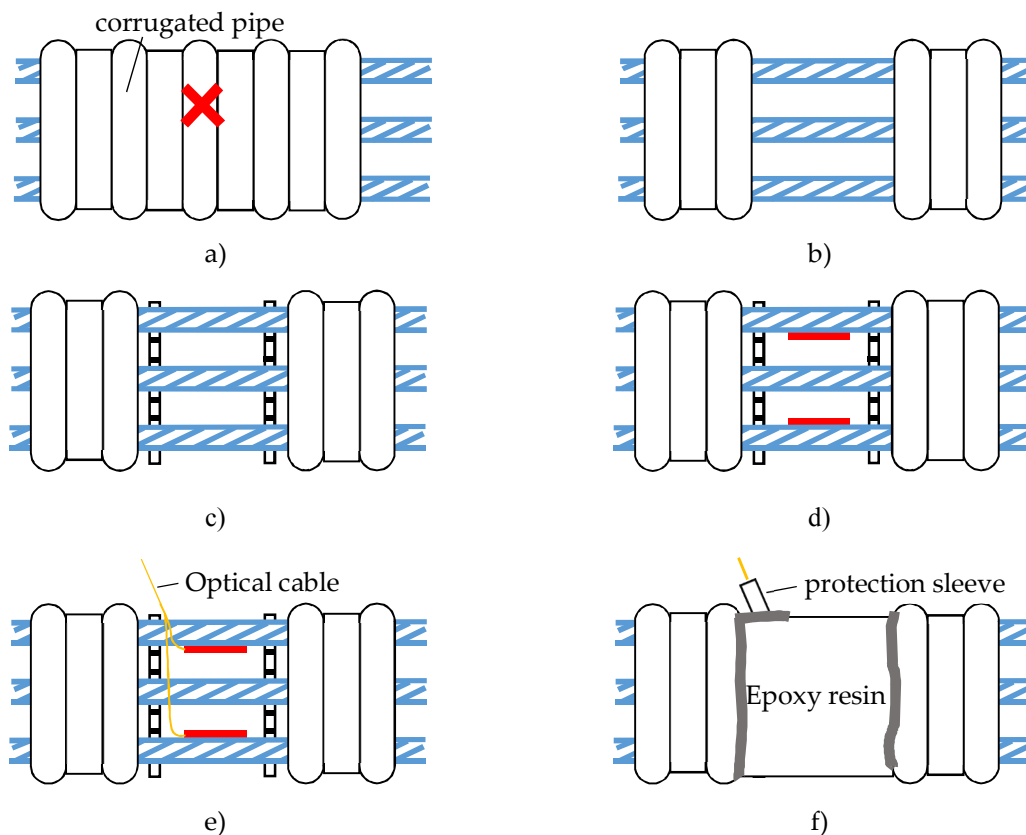 corrugated pipe
a)
b)
c)
d)
Optical cable
protection sleeve
Epoxy resin
e)
f)